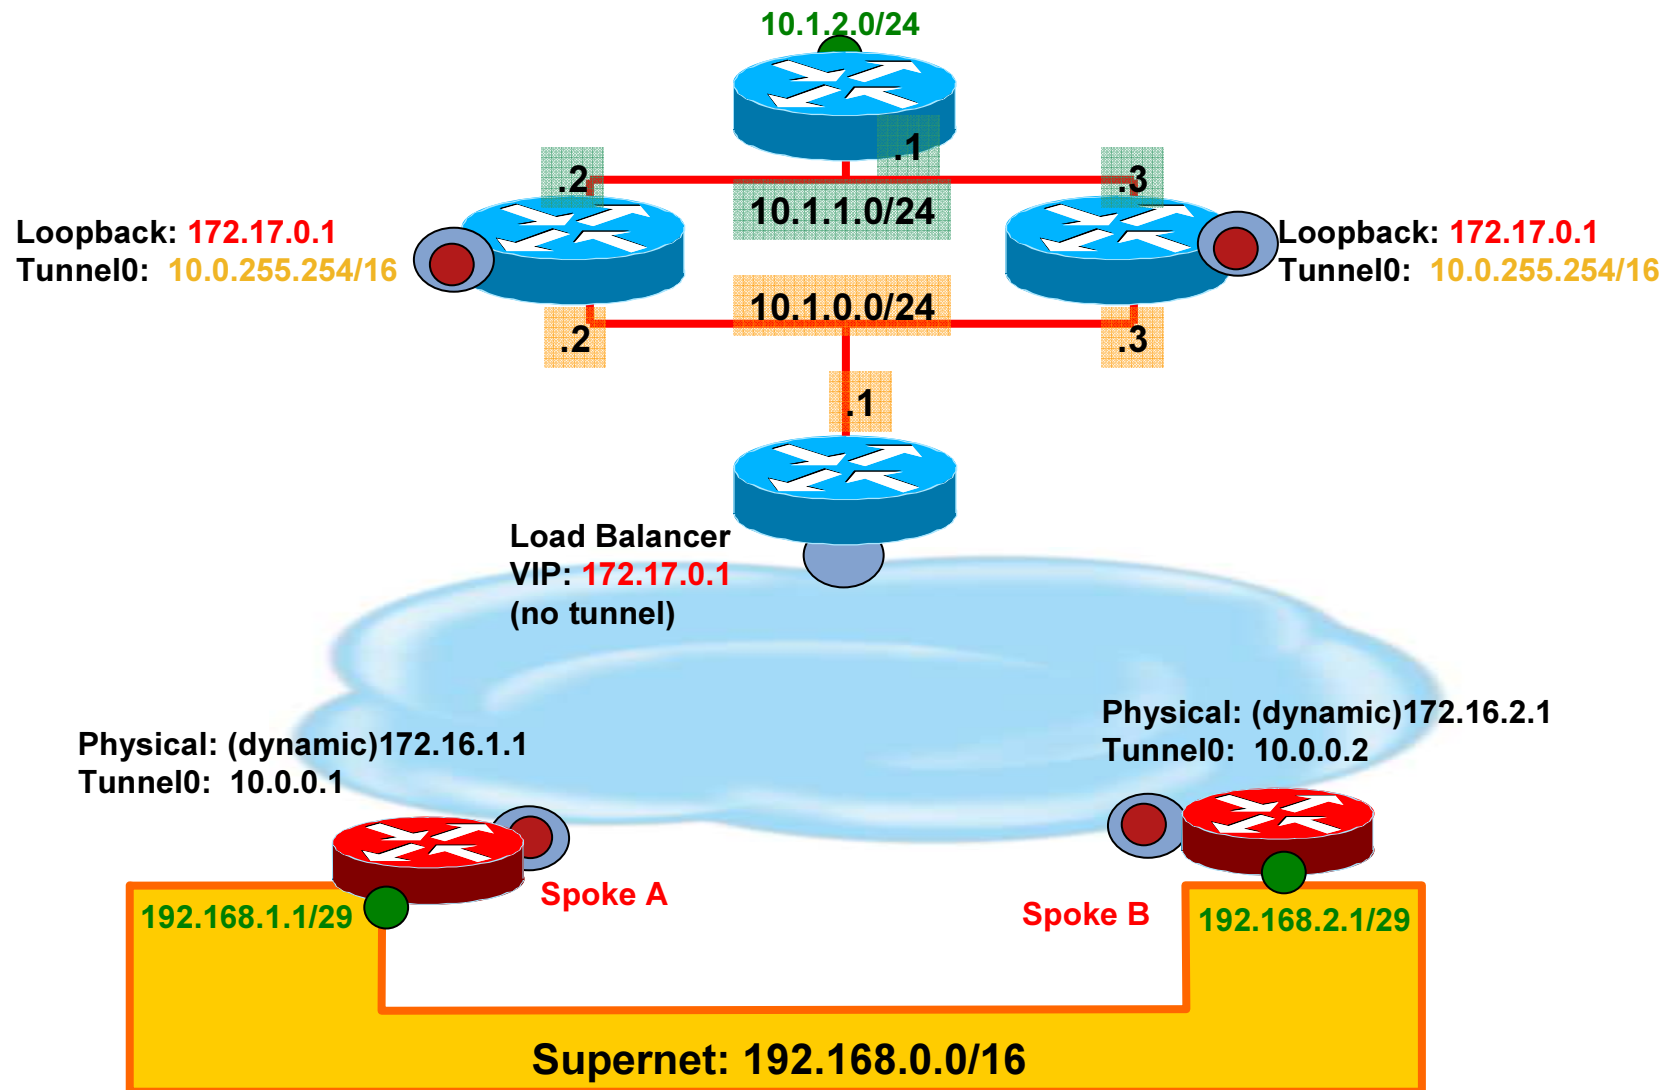 10.1.2.0/24
.1
.2
.3
10.1.1.0/24
Loopback: 172.17.0.1
Tunnel0: 10.0.255.254/16
Loopback: 172.17.0.1
Tunnel0: 10.0.255.254/16
10.1.0.0/24
.2
.3
.1
Load Balancer
VIP: 172.17.0.1
(no tunnel)
Physical: (dynamic)172.16.1.1
Tunnel0: 10.0.0.1
Physical: (dynamic)172.16.2.1
Tunnel0: 10.0.0.2
Spoke A
Spoke B
192.168.1.1/29
192.168.2.1/29
Supernet: 192.168.0.0/16